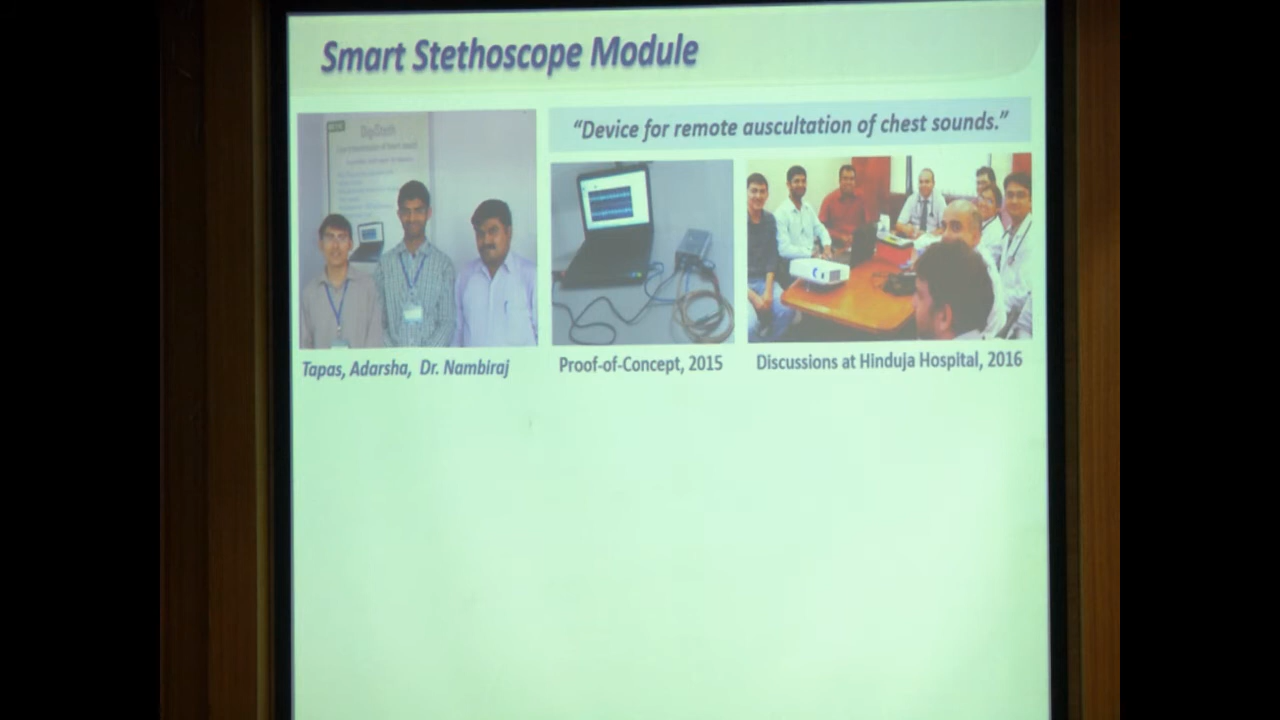 Smart Stethoscope Module
“Device for remote auscultation of chest sounds.”
Tapas, Adarsha, Dr. Nambiraj
Proof-of-Concept, 2015
Discussions at Hinduja Hospital, 2016